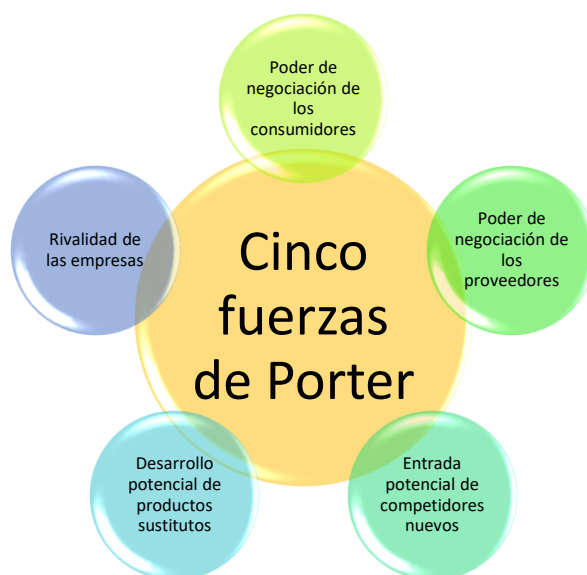 Poder de
negociación de
los
consumidores
Poder de
negociación de
los
proveedores
Entrada
potencial de
competidores
nuevos
Desarrollo
potencial de
productos
sustitutos
Rivalidad de
las empresas
Cinco
fuerzas
de Porter